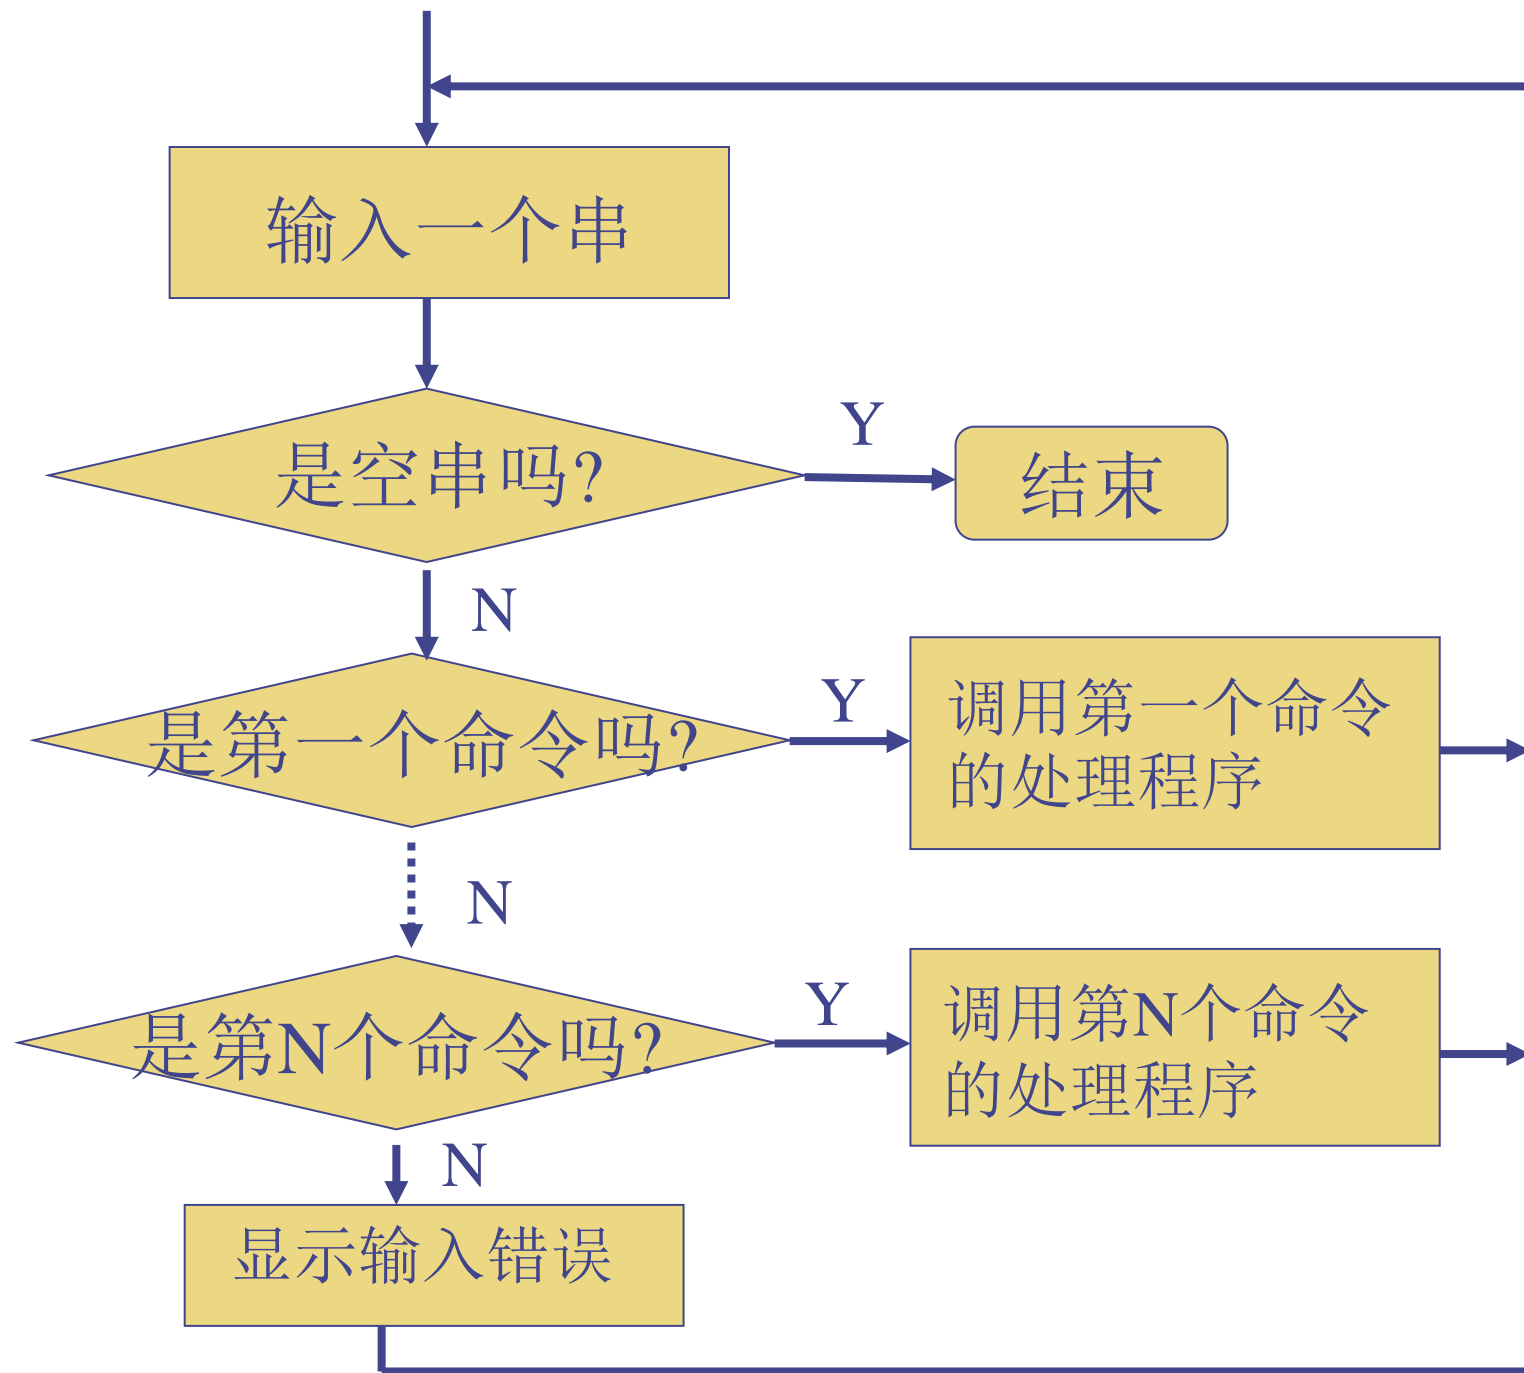 输入一个串
是空串吗?
Y
结束
N
是第一个命令吗?
Y
调用第一个命令
的处理程序
N
是第N个命令吗?
Y
调用第N个命令
的处理程序
N
显示输入错误